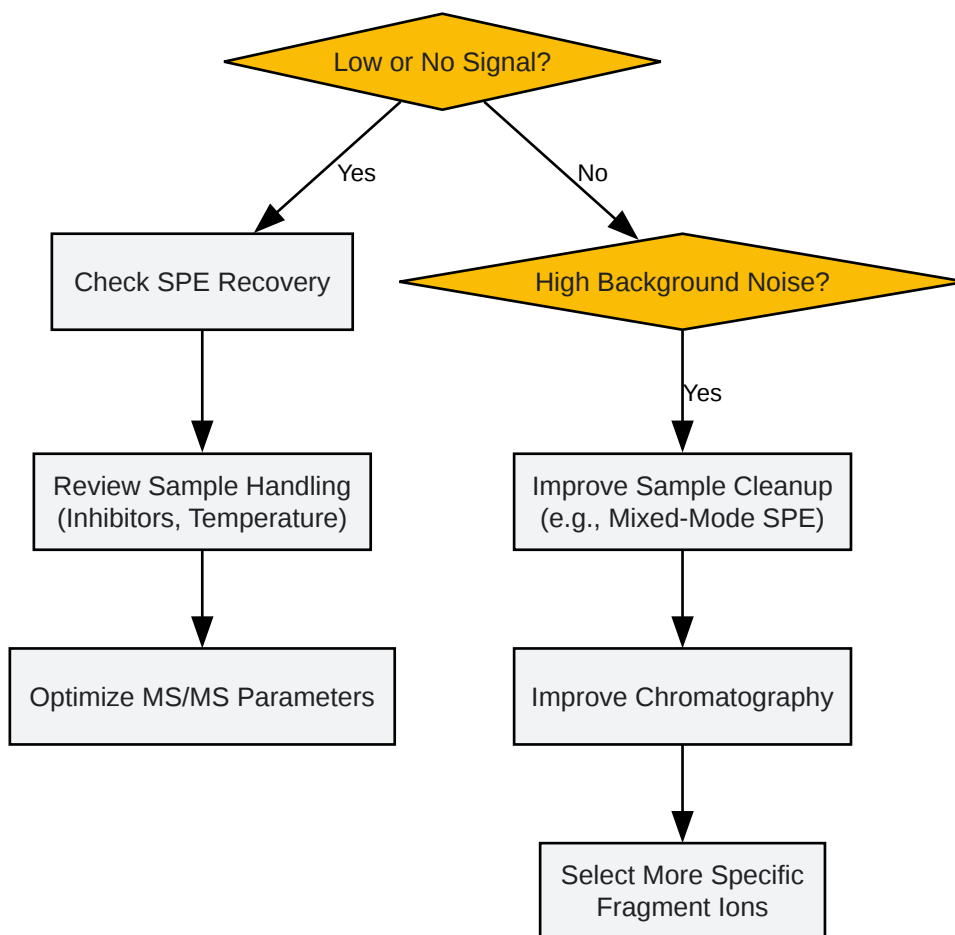 Low or No Signal?
Yes
No
Check SPE Recovery
High Background Noise?
Yes
Review Sample Handling
(Inhibitors, Temperature)
Improve Sample Cleanup
(e.g., Mixed-Mode SPE)
Optimize MS/MS Parameters
Improve Chromatography
Select More Specific
Fragment Ions